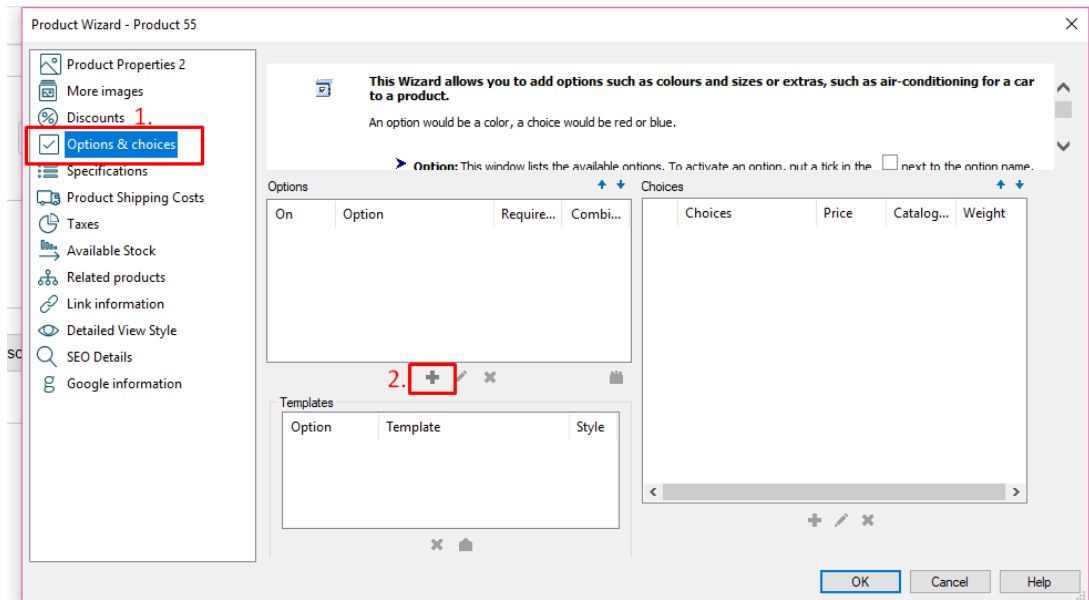 Product Wizard - Product 55
Product Properties 2
More images
Discounts
1.
Options & choices
Specifications
Product Shipping Costs
Taxes
Available Stock
Related products
Link information
Detailed View Style
SEO Details
Google information
This Wizard allows you to add options such as colours and sizes or extras, such as air-conditioning for a car
to a product.
An option would be a color, a choice would be red or blue.
Option: This window lists the available options. To activate an option, put a tick in the next to the option name.
Options
On Option Require... Combi...
2.
Templates
Option Template Style
Choices
Choices Price Catalog... Weight
OK Cancel Help